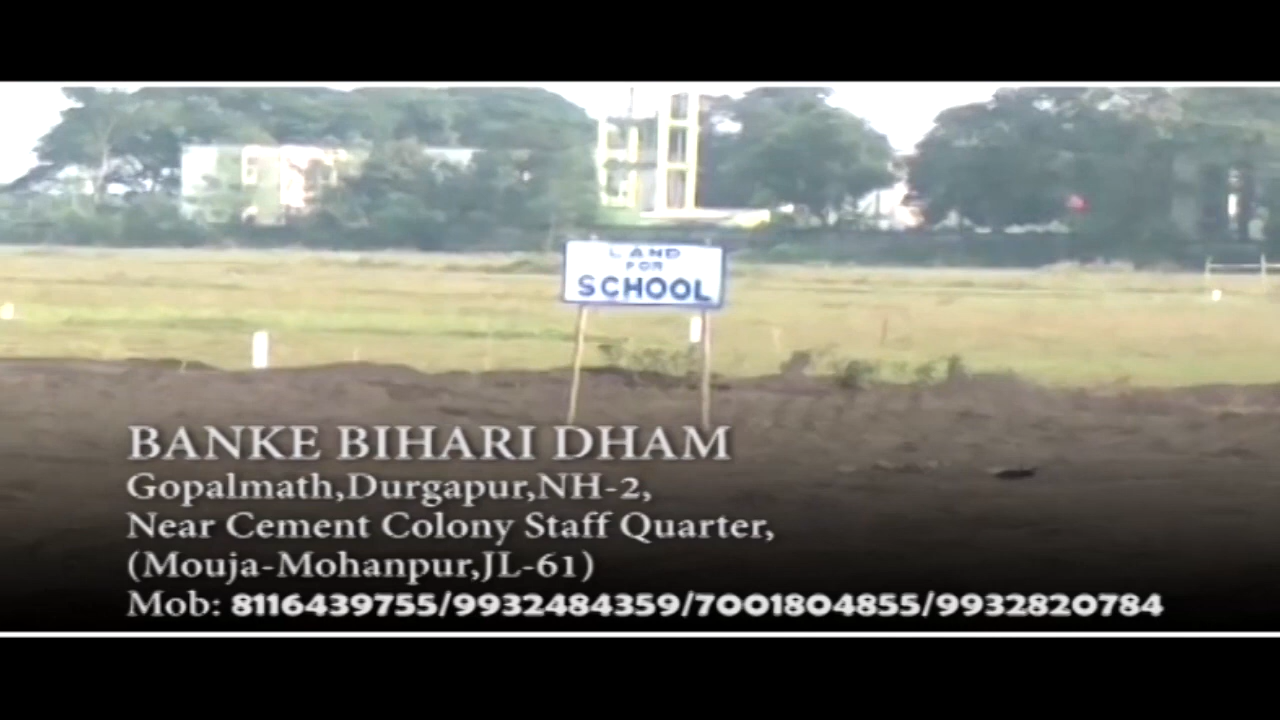 LAND
FOR
SCHOOL
BANKE BIHARI DHAM
Gopalmath,Durgapur,NH-2,
Near Cement Colony Staff Quarter,
(Mouja-Mohanpur,JL-61)
Mob: 8116439755/9932484359/7001804855/9932820784